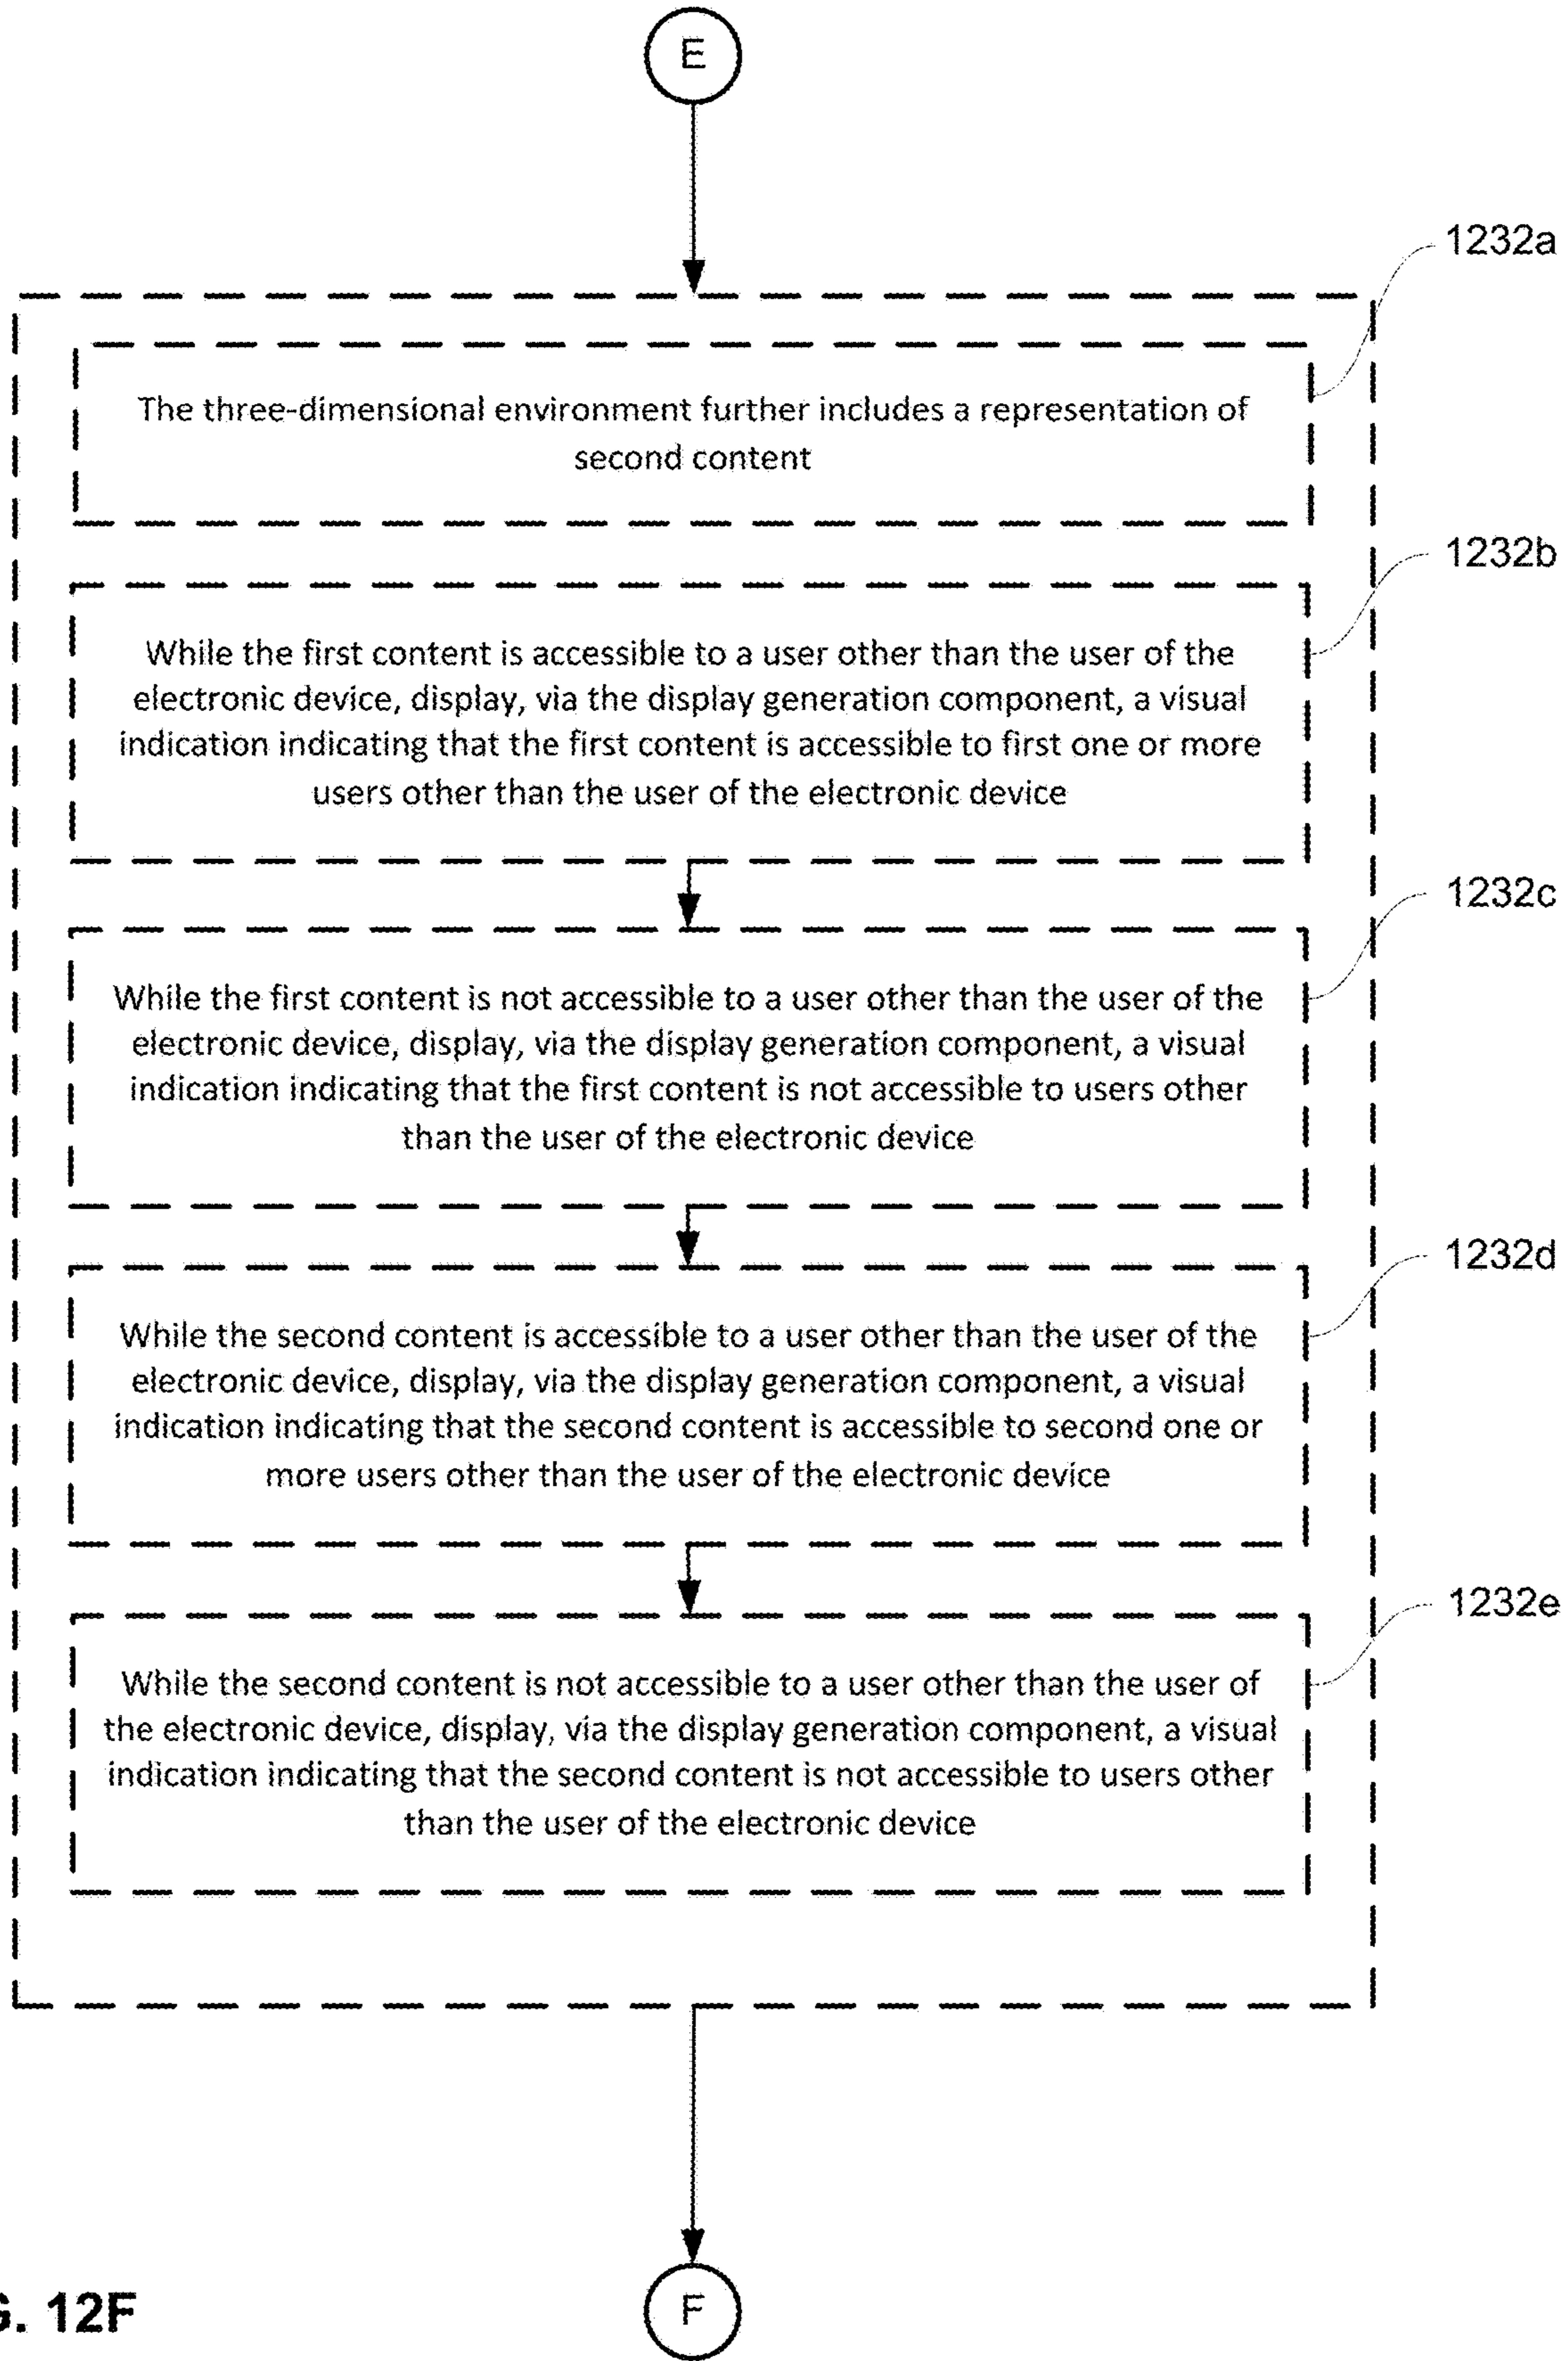 E
1232a
The three-dimensional environment further includes a representation of
second content
1232b
While the first content is accessible to a user other than the user of the
electronic device, display, via the display generation component, a visual
indication indicating that the first content is accessible to first one or more
users other than the user of the electronic device
1232c
While the first content is not accessible to a user other than the user of the
electronic device, display, via the display generation component, a visual
indication indicating that the first content is not accessible to users other
than the user of the electronic device
1232d
While the second content is accessible to a user other than the user of the
electronic device, display, via the display generation component, a visual
indication indicating that the second content is accessible to second one or
more users other than the user of the electronic device
1232e
While the second content is not accessible to a user other than the user of
the electronic device, display, via the display generation component, a visual
indication indicating that the second content is not accessible to users other
than the user of the electronic device
F
G. 12F